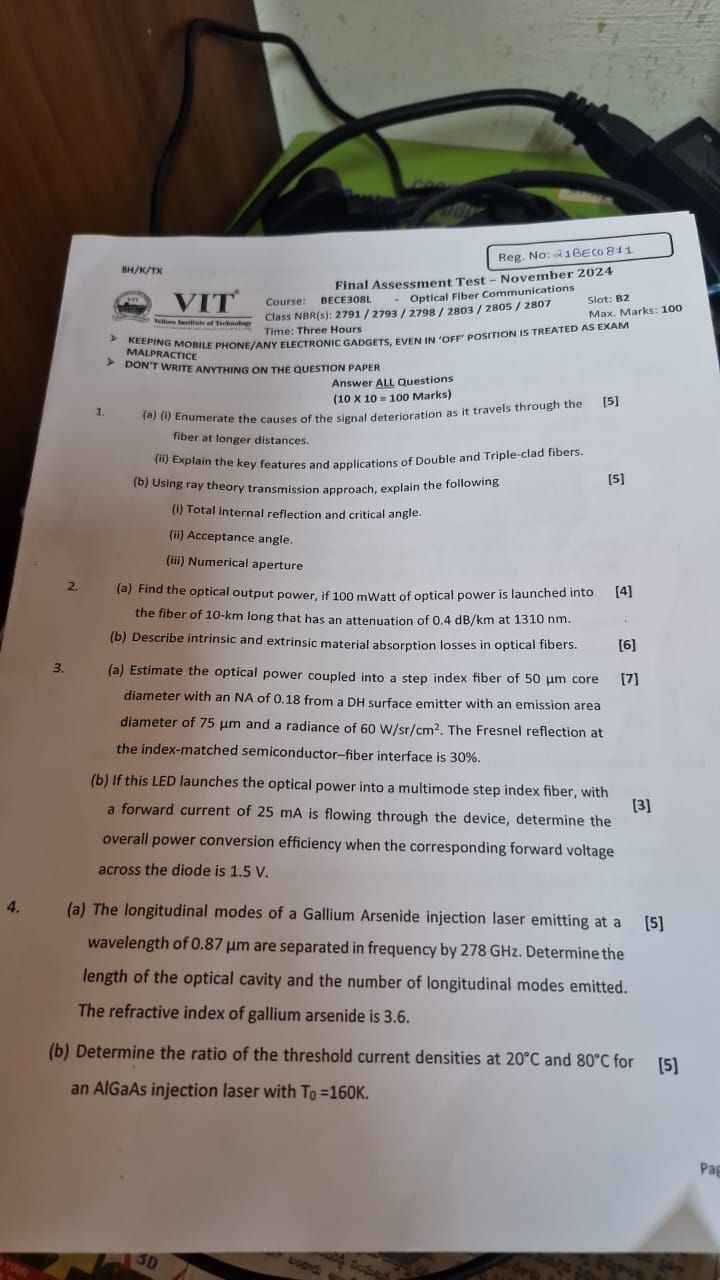 BH/K/TX
Reg. No: 21BEC0811
VIT
Vellore Institute of Technology
Final Assessment Test – November 2024
Course: BECE308L - Optical Fiber Communications
Class NBR(s): 2791 / 2793 / 2798 / 2803 / 2805 / 2807
Slot: B2
Time: Three Hours
Max. Marks: 100
➢ KEEPING MOBILE PHONE/ANY ELECTRONIC GADGETS, EVEN IN ‘OFF’ POSITION IS TREATED AS EXAM
MALPRACTICE
➢ DON’T WRITE ANYTHING ON THE QUESTION PAPER
Answer ALL Questions
(10 X 10 = 100 Marks)
1. (a) (i) Enumerate the causes of the signal deterioration as it travels through the [5]
fiber at longer distances.
(ii) Explain the key features and applications of Double and Triple-clad fibers.
(b) Using ray theory transmission approach, explain the following [5]
(i) Total internal reflection and critical angle.
(ii) Acceptance angle.
(iii) Numerical aperture
2. (a) Find the optical output power, if 100 mWatt of optical power is launched into [4]
the fiber of 10-km long that has an attenuation of 0.4 dB/km at 1310 nm.
(b) Describe intrinsic and extrinsic material absorption losses in optical fibers. [6]
3. (a) Estimate the optical power coupled into a step index fiber of 50 µm core [7]
diameter with an NA of 0.18 from a DH surface emitter with an emission area
diameter of 75 µm and a radiance of 60 W/sr/cm². The Fresnel reflection at
the index-matched semiconductor–fiber interface is 30%.
(b) If this LED launches the optical power into a multimode step index fiber, with
a forward current of 25 mA is flowing through the device, determine the [3]
overall power conversion efficiency when the corresponding forward voltage
across the diode is 1.5 V.
4. (a) The longitudinal modes of a Gallium Arsenide injection laser emitting at a [5]
wavelength of 0.87 µm are separated in frequency by 278 GHz. Determine the
length of the optical cavity and the number of longitudinal modes emitted.
The refractive index of gallium arsenide is 3.6.
(b) Determine the ratio of the threshold current densities at 20°C and 80°C for [5]
an AlGaAs injection laser with T₀ =160K.
Pag
3D